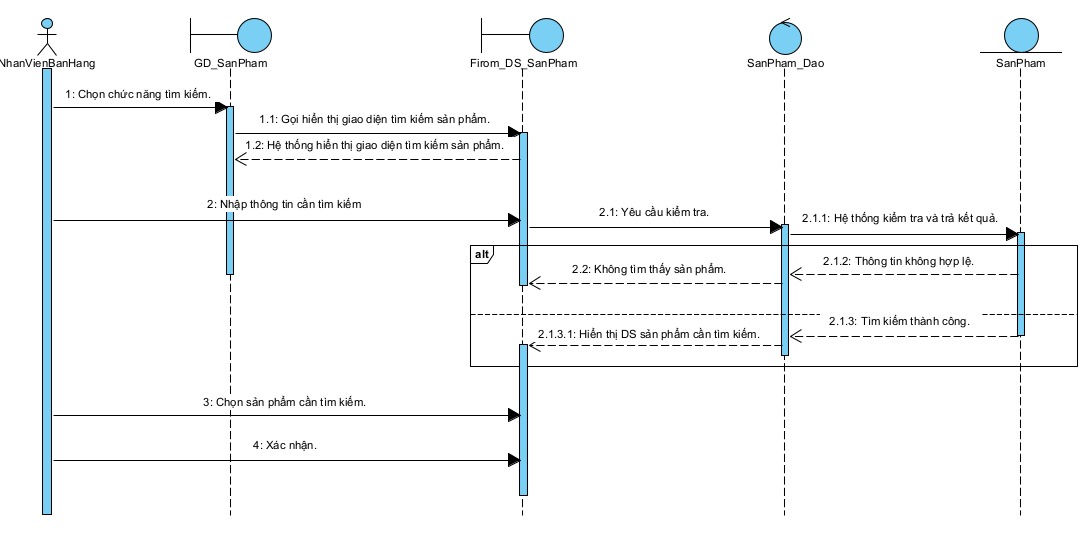 NhanVienBanHang
GD_SanPham
Firom_DS_SanPham
SanPham_Dao
SanPham
1: Chọn chức năng tìm kiếm.
1.1: Gọi hiển thị giao diện tìm kiếm sản phẩm.
1.2: Hệ thống hiển thị giao diện tìm kiếm sản phẩm.
2: Nhập thông tin cần tìm kiếm
2.1: Yêu cầu kiểm tra.
2.1.1: Hệ thống kiểm tra và trả kết quả.
alt
2.1.2: Thông tin không hợp lệ.
2.2: Không tìm thấy sản phẩm.
2.1.3: Tìm kiếm thành công.
2.1.3.1: Hiển thị DS sản phẩm cần tìm kiếm.
3: Chọn sản phẩm cần tìm kiếm.
4: Xác nhận.